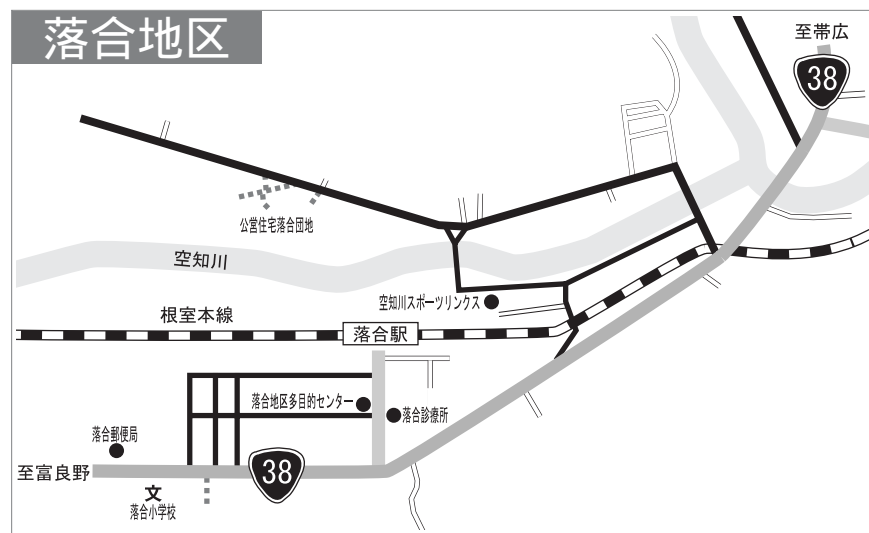 落合地区
至帯広
38
公営住宅落合団地
空知川
空知川スポーツリンクス
根室本線
落合駅
落合地区多目的センター
落合診療所
落合郵便局
至富良野
38
文
落合小学校